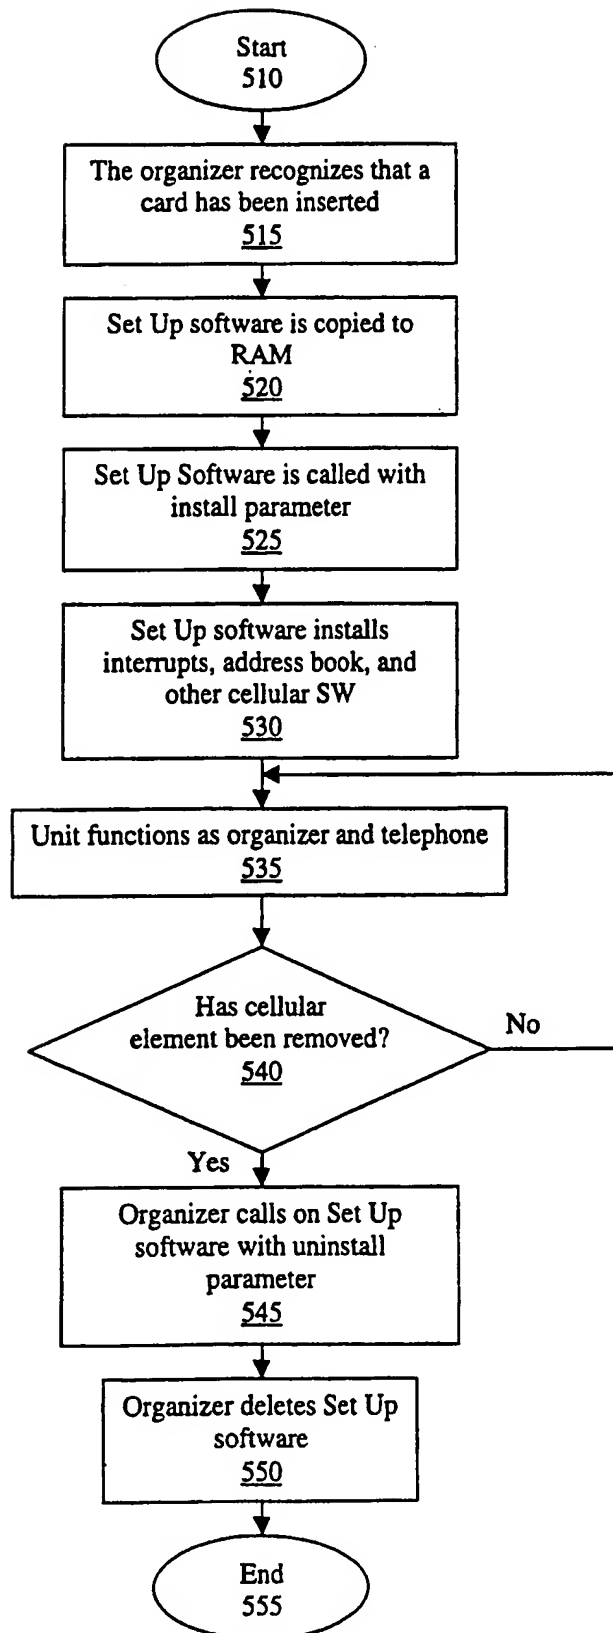 Start
510
The organizer recognizes that a
card has been inserted
515
Set Up software is copied to
RAM
520
Set Up Software is called with
install parameter
525
Set Up software installs
interrupts, address book, and
other cellular SW
530
Unit functions as organizer and telephone
535
Has cellular
element been removed?
540
No
Yes
Organizer calls on Set Up
software with uninstall
parameter
545
Organizer deletes Set Up
software
550
End
555